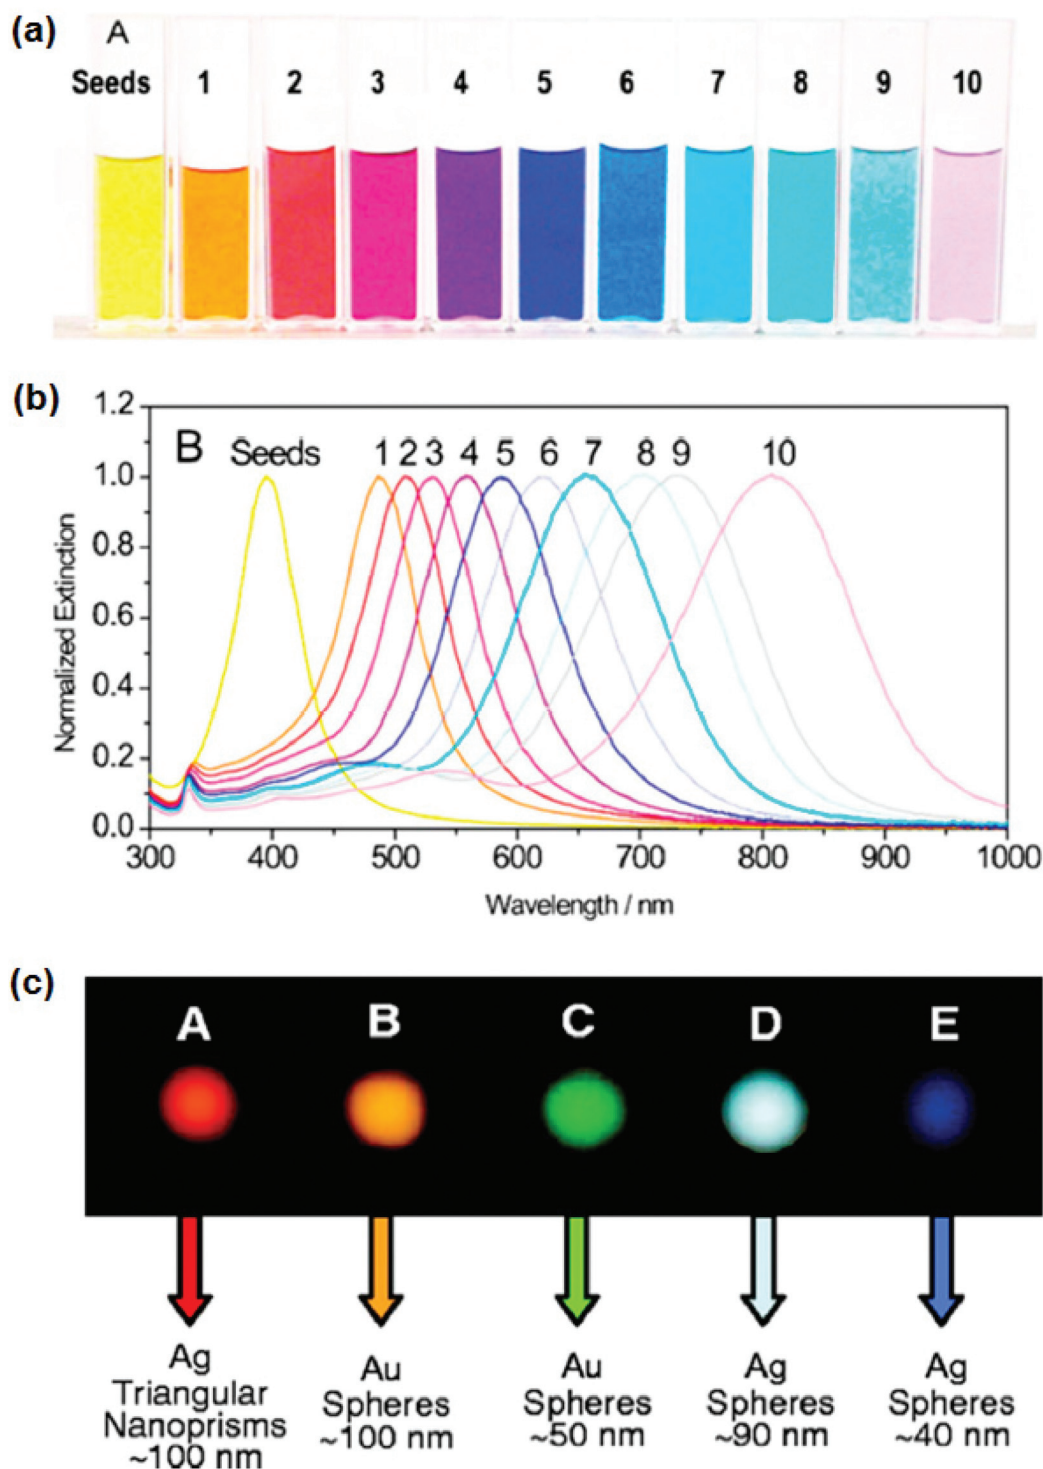 (a)
A
Seeds 1 2 3 4 5 6 7 8 9 10
(b)
B Seeds 1 2 3 4 5 6 7 8 9 10
1.2
1.0
0.8
0.6
0.4
0.2
0.0
Normalized Extinction
300 400 500 600 700 800 900 1000
Wavelength / nm
(c)
A B C D E
Ag
Triangular
Nanoprisms
~100 nm
Au
Spheres
~100 nm
Au
Spheres
~50 nm
Ag
Spheres
~90 nm
Ag
Spheres
~40 nm